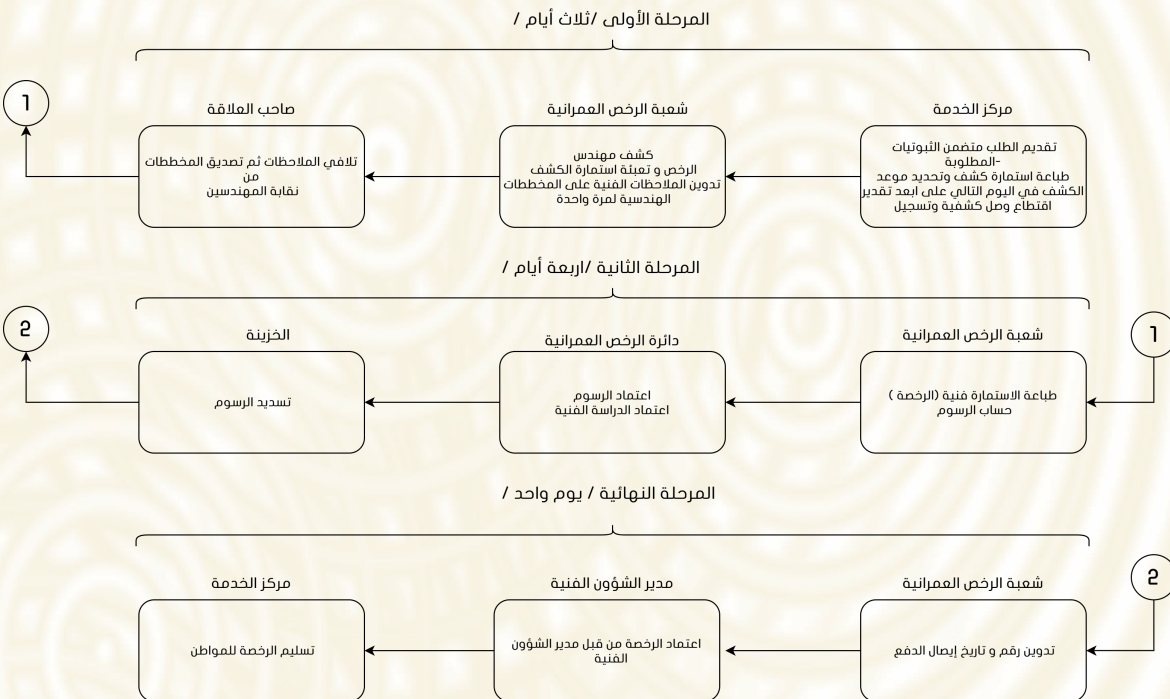 المرحلة الأولى /ثلاث أيام /
مركز الخدمة
تقديم الطلب متضمن الثبوتيات
المطلوبة-
طباعة استمارة كشف وتحديد موعد
الكشف في اليوم التالي على ابعد تقدير
اقتطاع وصل كشفية وتسجيل
شعبة الرخص العمرانية
كشف مهندس
الرخص و تعبئة استمارة الكشف
تدوين الملاحظات الفنية على المخططات
الهندسية لمرة واحدة
صاحب العلاقة
تلافي الملاحظات ثم تصديق المخططات
من
نقابة المهندسين
1
المرحلة الثانية /اربعة أيام /
1
شعبة الرخص العمرانية
طباعة الاستمارة فنية (الرخصة )
حساب الرسوم
دائرة الرخص العمرانية
اعتماد الرسوم
اعتماد الدراسة الفنية
الخزينة
تسديد الرسوم
2
المرحلة النهائية / يوم واحد /
2
شعبة الرخص العمرانية
تدوين رقم و تاريخ إيصال الدفع
مدير الشؤون الفنية
اعتماد الرخصة من قبل مدير الشؤون
الفنية
مركز الخدمة
تسليم الرخصة للمواطن